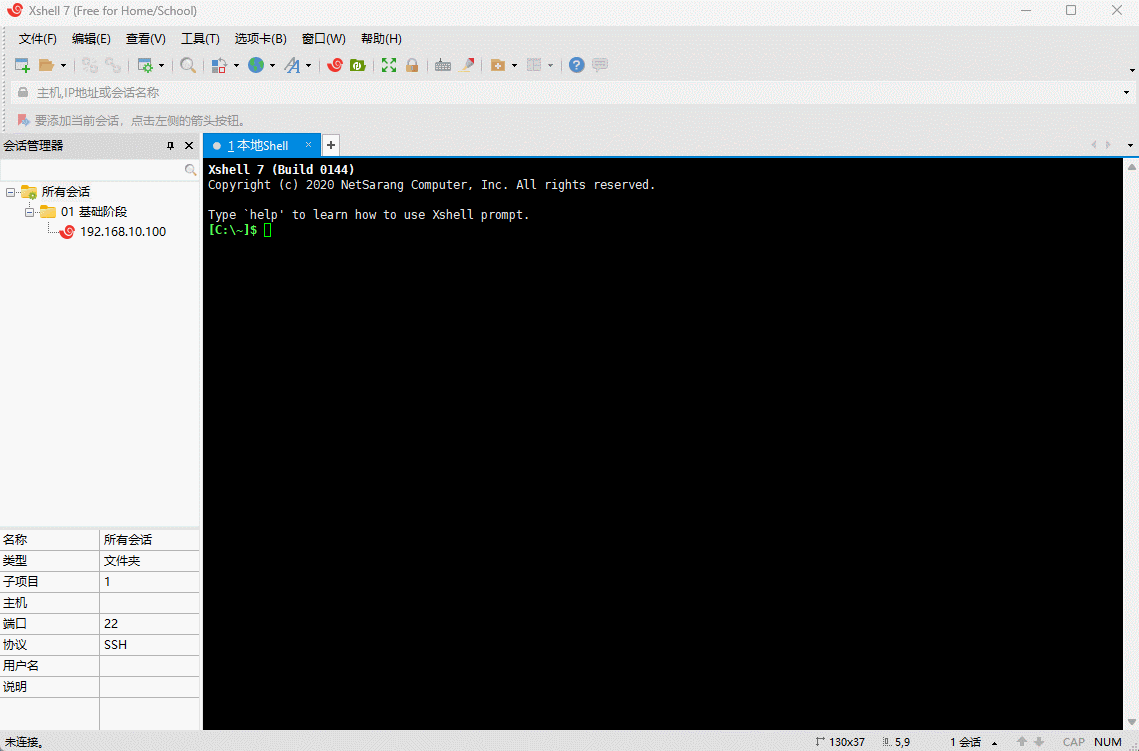 Xshell 7 (Free for Home/School)
文件(F) 编辑(E) 查看(V) 工具(T) 选项卡(B) 窗口(W) 帮助(H)
主机,IP地址或会话名称
要添加当前会话，点击左侧的箭头按钮。
会话管理器
1 本地Shell
所有会话
01 基础阶段
192.168.10.100
Xshell 7 (Build 0144)
Copyright (c) 2020 NetSarang Computer, Inc. All rights reserved.
Type `help' to learn how to use Xshell prompt.
[C:\~]$
名称 所有会话
类型 文件夹
子项目 1
主机
端口 22
协议 SSH
用户名
说明
未连接。 130x37 5,9 1 会话 CAP NUM